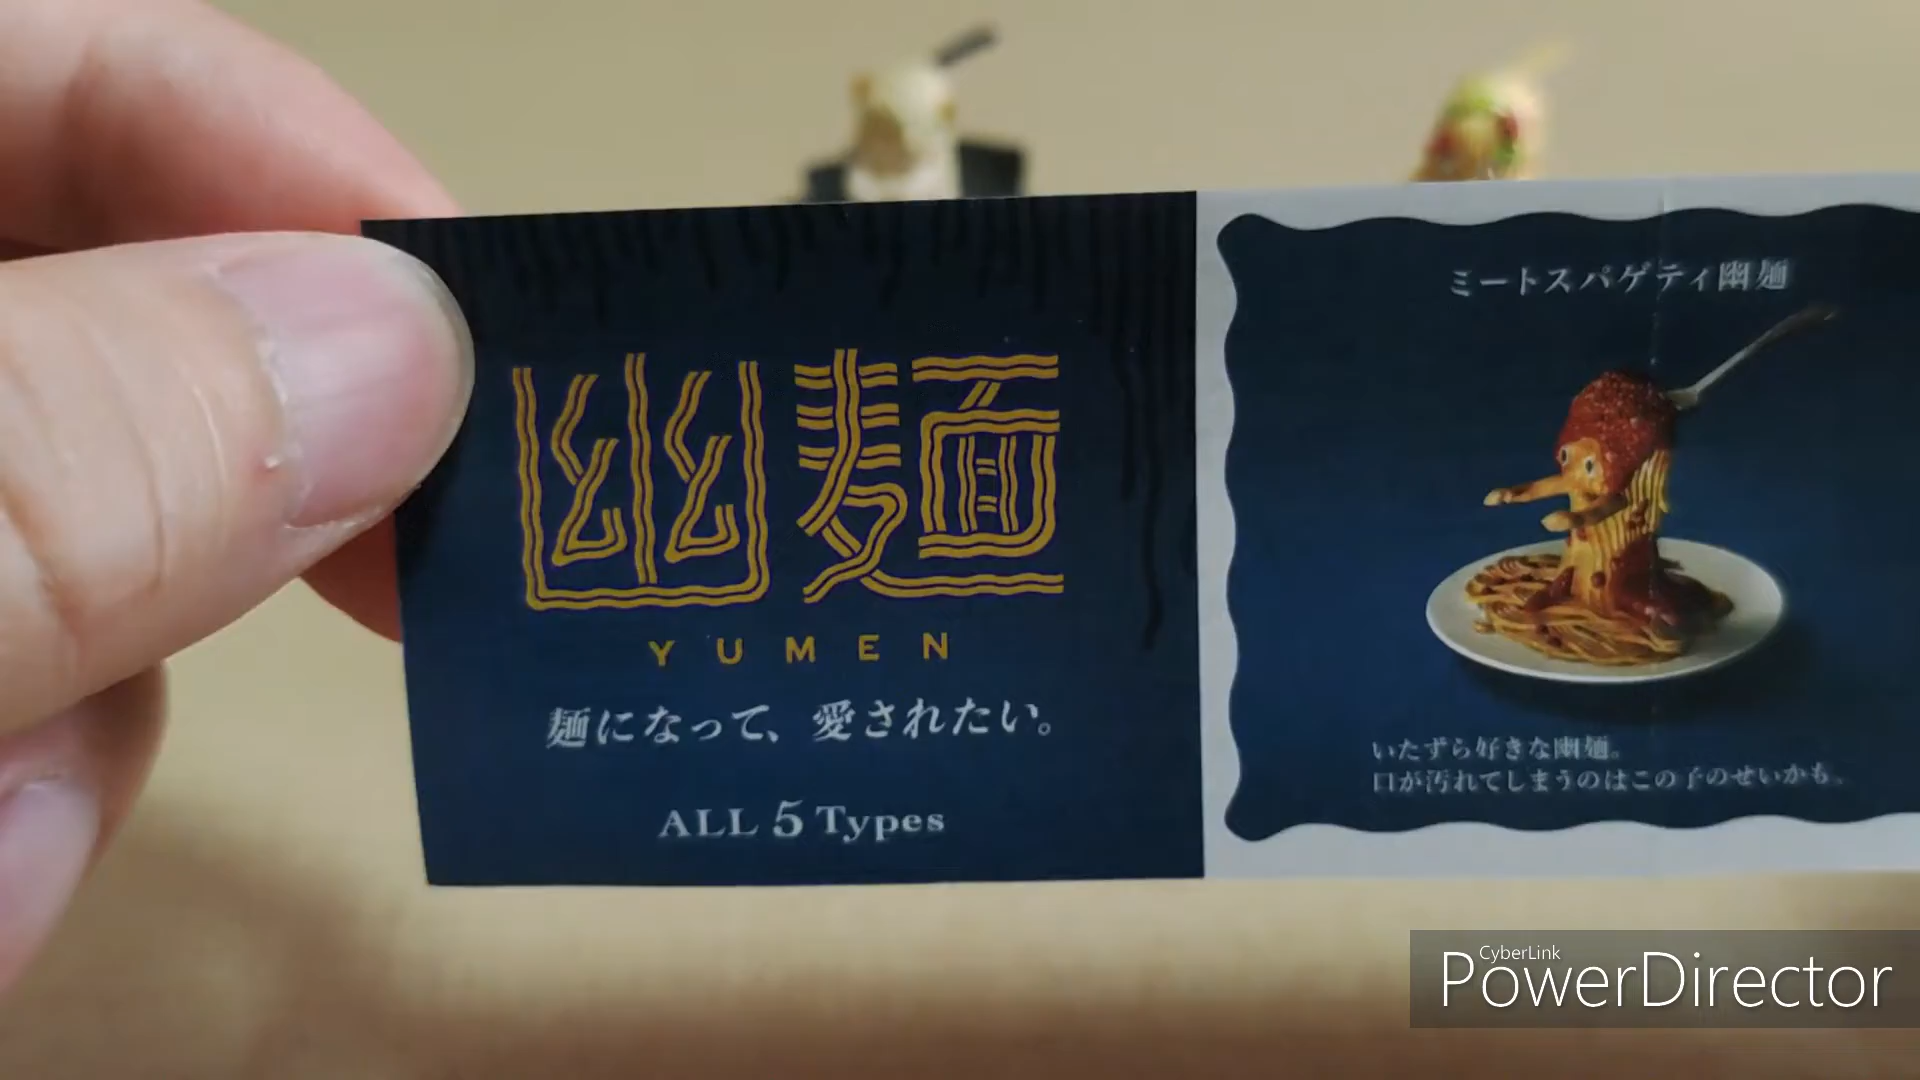 幽麺
YUMEN
麺になって、愛されたい。
ALL 5 Types
ミートスパゲティ幽麺
いたずら好きな幽麺。
口が汚れてしまうのはこの子のせいかも。
CyberLink
PowerDirector